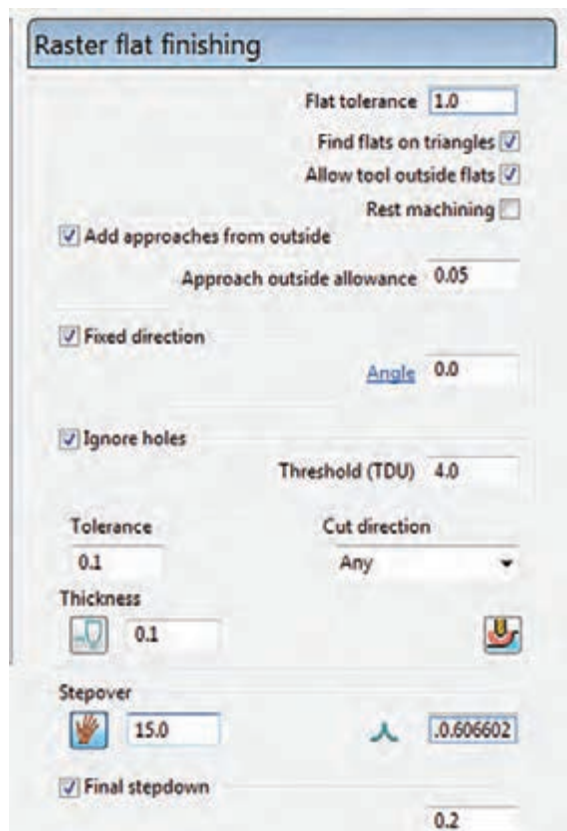 Raster flat finishing
Flat tolerance 1.0
Find flats on triangles
Allow tool outside flats
Rest machining
Add approaches from outside
Approach outside allowance 0.05
Fixed direction
Angle 0.0
Ignore holes
Threshold (TDU) 4.0
Tolerance Cut direction
0.1 Any
Thickness
0.1
Stepover
15.0 .0.606602
Final stepdown
0.2